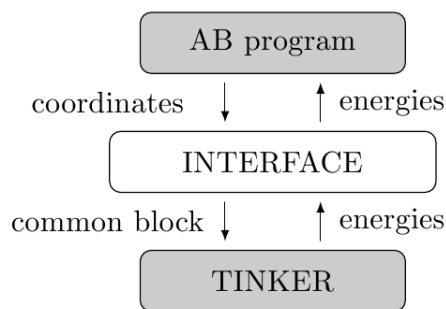 AB program
coordinates energies
INTERFACE
common block energies
TINKER